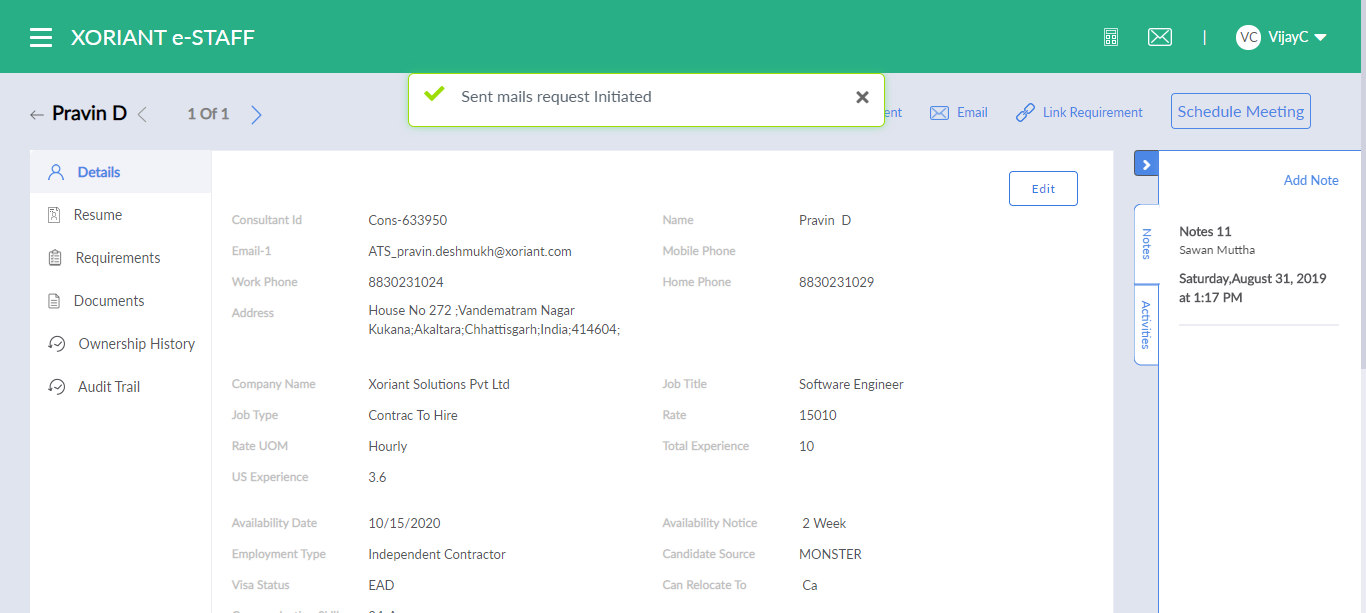 XORIANT e-STAFF
VC VijayC
Sent mails request Initiated
Pravin D
1 Of 1
Email
Link Requirement
Schedule Meeting
Details
Resume
Requirements
Documents
Ownership History
Audit Trail
Edit
Consultant Id Cons-633950 Name Pravin D
Email-1 ATS_pravin.deshmukh@xoriant.com Mobile Phone
Work Phone 8830231024 Home Phone 8830231029
Address House No 272 ;Vandematram Nagar
Kukana;Akaltara;Chhattisgarh;India;414604;
Company Name Xoriant Solutions Pvt Ltd Job Title Software Engineer
Job Type Contrac To Hire Rate 15010
Rate UOM Hourly Total Experience 10
US Experience 3.6
Availability Date 10/15/2020 Availability Notice 2 Week
Employment Type Independent Contractor Candidate Source MONSTER
Visa Status EAD Can Relocate To Ca
Notes
Activities
Add Note
Notes 11
Sawan Muttha
Saturday,August 31, 2019
at 1:17 PM